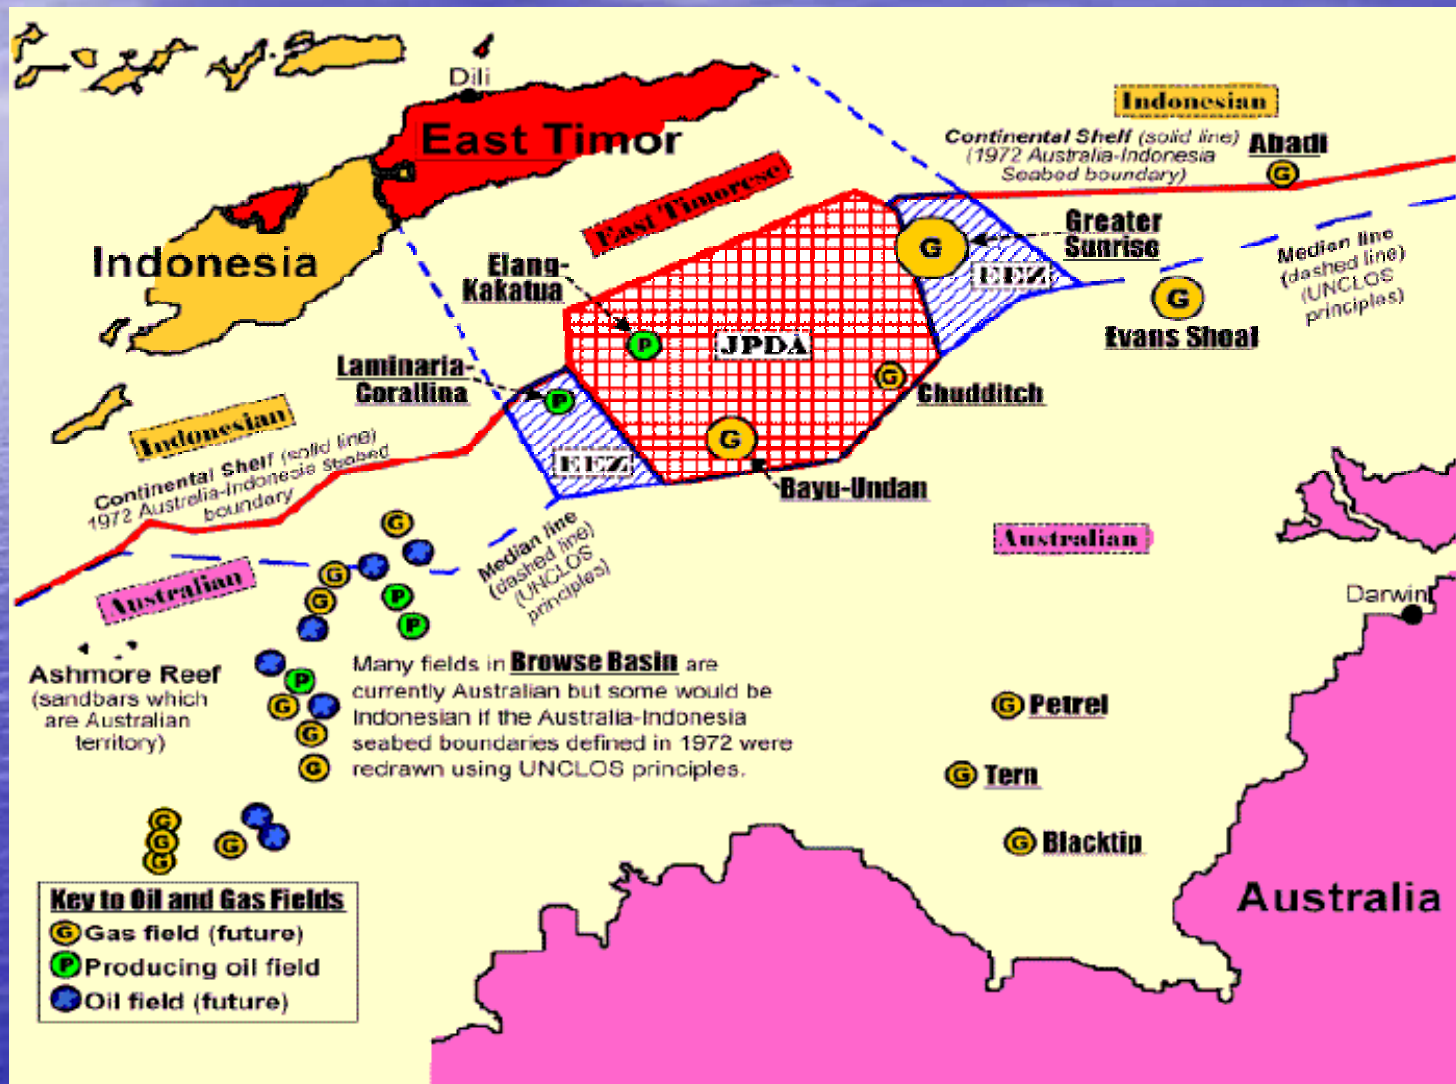 Dili
East Timor
Indonesia
East Timorese
Indonesian
Continental Shelf (solid line)
(1972 Australia-Indonesia
Seabed boundary)
Abadi
G
Greater
Sunrise
G
EEZ
Median line
(dashed line)
(UNCLOS
principles)
G
Evans Shoal
Elang-
Kakatua
P
JPDA
G
Chudditch
Laminaria-
Corallina
P
EEZ
G
Bayu-Undan
Indonesian
Continental Shelf (solid line)
1972 Australia-Indonesia Seabed
boundary
Median line
(dashed line)
(UNCLOS
principles)
Australian
Australian
Darwin
G
G
G
P
P
P
G
G
G
Ashmore Reef
(sandbars which
are Australian
territory)
Many fields in Browse Basin are
currently Australian but some would be
Indonesian if the Australia-Indonesia
seabed boundaries defined in 1972 were
redrawn using UNCLOS principles.
G Petrel
G Tern
G Blacktip
Australia
G
G
G
G
Key to Oil and Gas Fields
G Gas field (future)
P Producing oil field
Oil field (future)